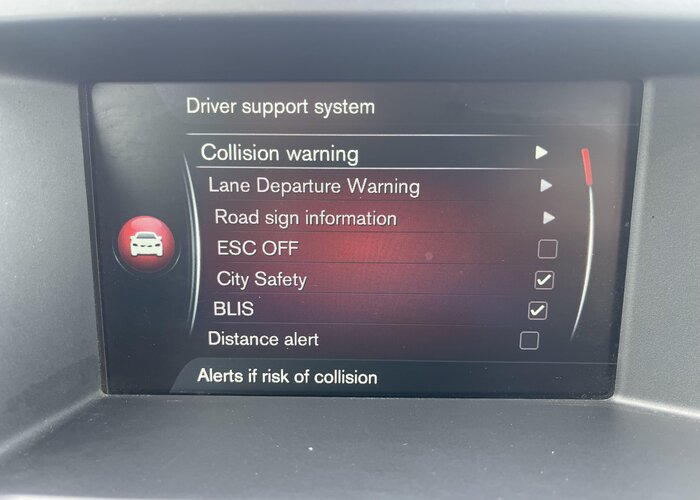 Driver support system
Collision warning
Lane Departure Warning
Road sign information
ESC OFF
City Safety
BLIS
Distance alert
Alerts if risk of collision